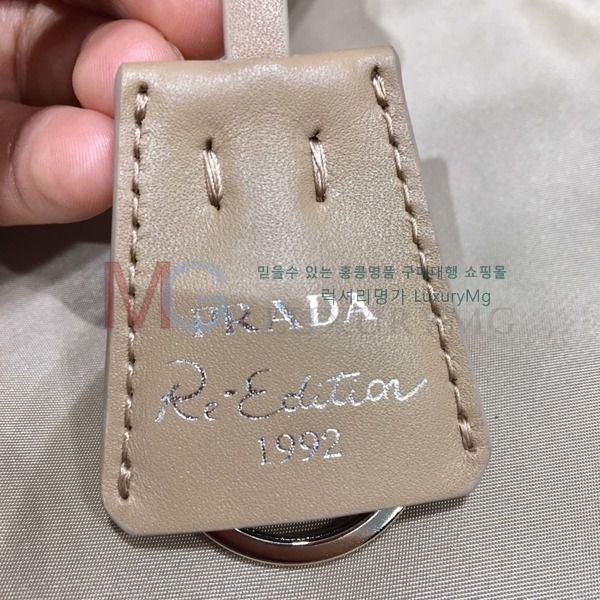 MG
믿을수 있는 홍콩명품 구매대행 쇼핑몰
럭셔리명가 LuxuryMg
PRADA
Re-Edition
1992